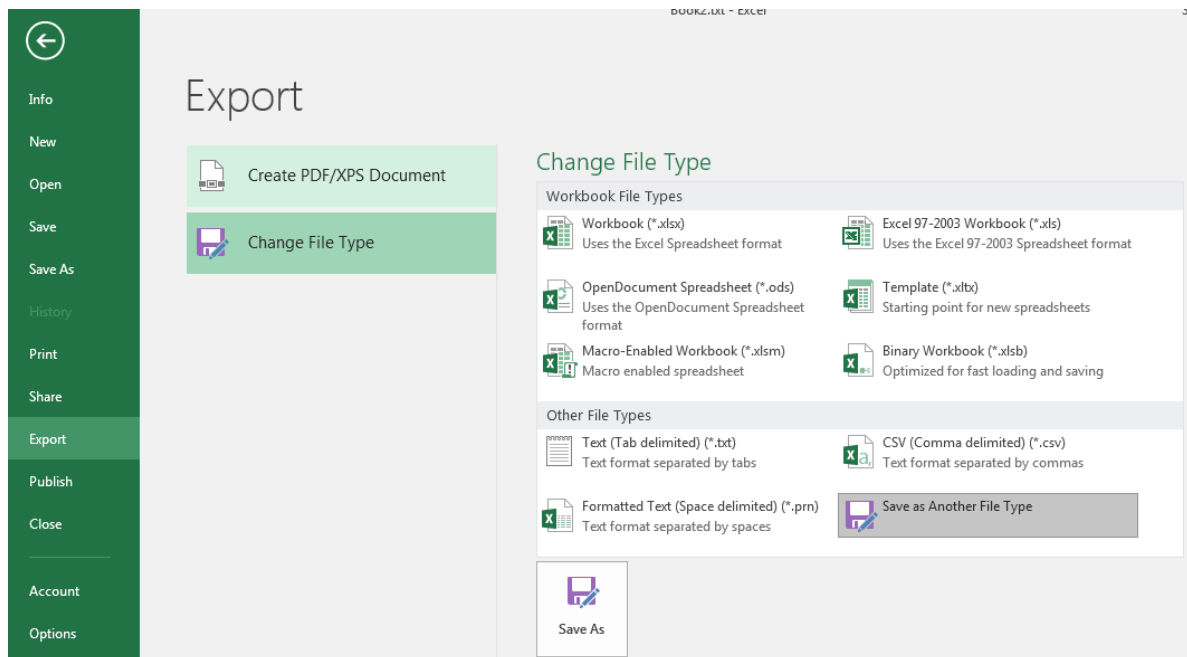 Book2.txt - Excel
Info
New
Open
Save
Save As
History
Print
Share
Export
Publish
Close
Account
Options
Export
Create PDF/XPS Document
Change File Type
Change File Type
Workbook File Types
Workbook (*.xlsx)
Uses the Excel Spreadsheet format
Excel 97-2003 Workbook (*.xls)
Uses the Excel 97-2003 Spreadsheet format
OpenDocument Spreadsheet (*.ods)
Uses the OpenDocument Spreadsheet
format
Template (*.xltx)
Starting point for new spreadsheets
Macro-Enabled Workbook (*.xlsm)
Macro enabled spreadsheet
Binary Workbook (*.xlsb)
Optimized for fast loading and saving
Other File Types
Text (Tab delimited) (*.txt)
Text format separated by tabs
CSV (Comma delimited) (*.csv)
Text format separated by commas
Formatted Text (Space delimited) (*.prn)
Text format separated by spaces
Save as Another File Type
Save As